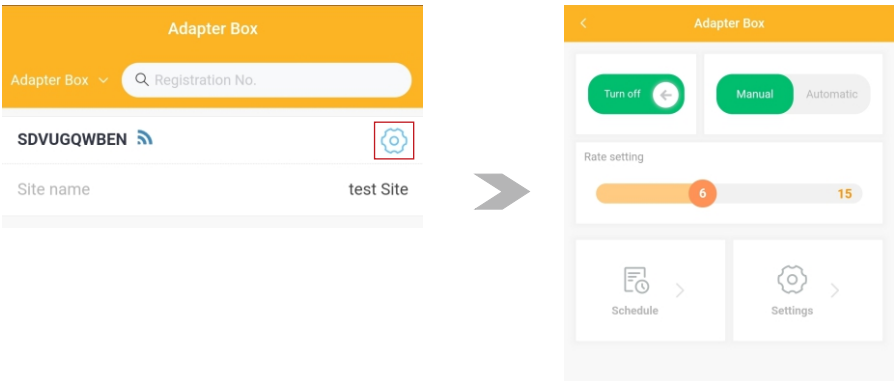 Adapter Box
Adapter Box
Registration No.
SDVUGQWBEN
Site name
test Site
Adapter Box
Turn off
Manual
Automatic
Rate setting
6
15
Schedule
Settings